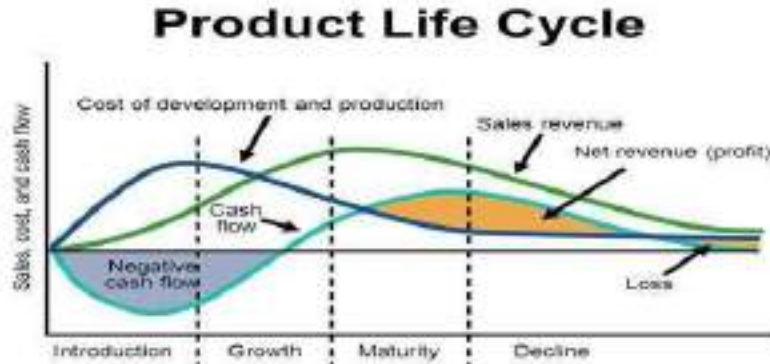 Product Life Cycle
Cost of development and production
Sales revenue
Net revenue (profit)
Cash
flow
Sales, cost, and cash flow
Negative
cash flow
Loss
Introduction
Growth
Maturity
Decline